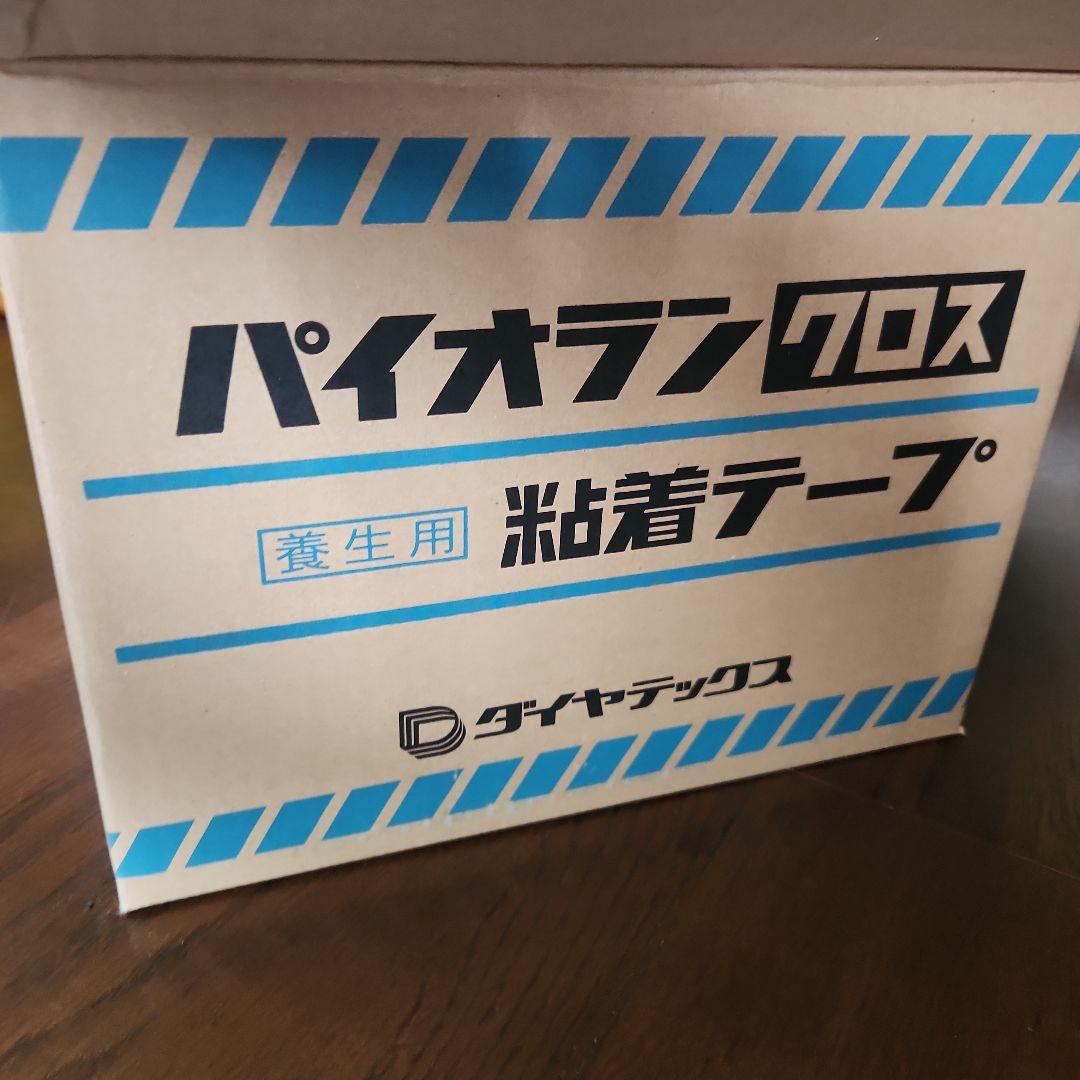 パイオランクロス
養生用 粘着テープ
ダイヤテックス